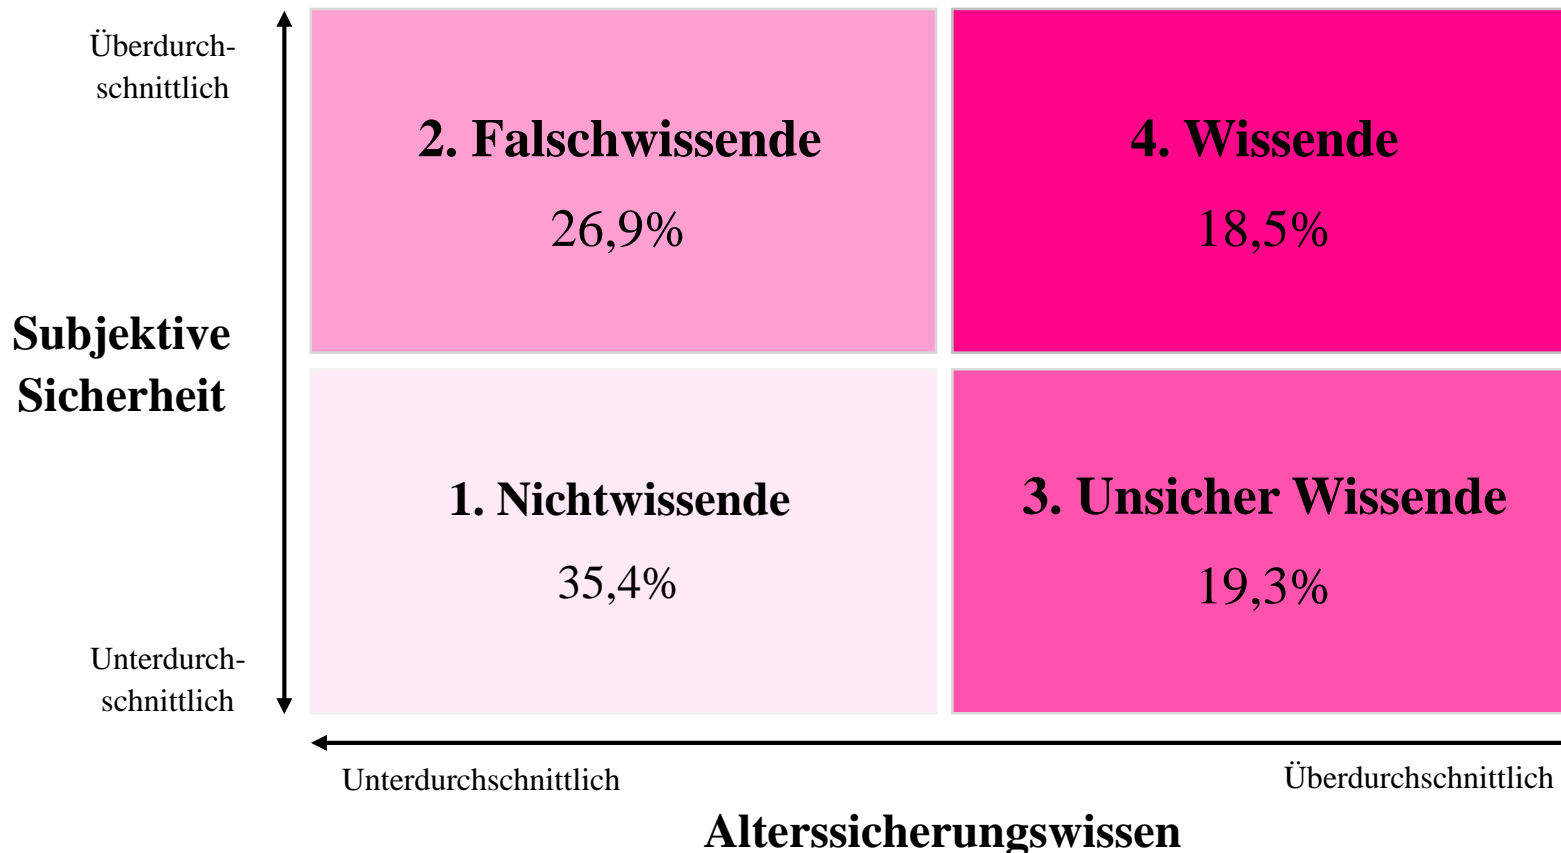 Überdurch-
schnittlich
2. Falschwissende
26,9%
4. Wissende
18,5%
Subjektive
Sicherheit
1. Nichtwissende
35,4%
3. Unsicher Wissende
19,3%
Unterdurch-
schnittlich
Unterdurchschnittlich
Überdurchschnittlich
Alterssicherungswissen